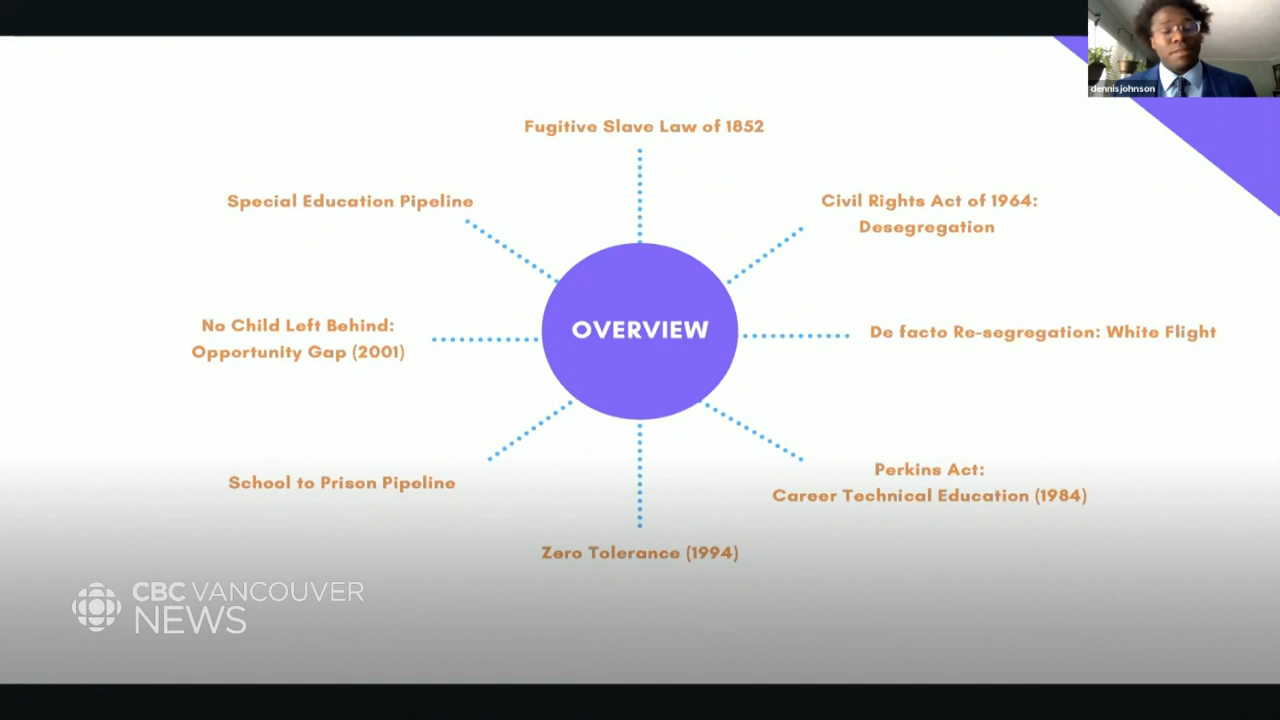 dennis johnson
Fugitive Slave Law of 1852
Special Education Pipeline
Civil Rights Act of 1964:
Desegregation
No Child Left Behind:
Opportunity Gap (2001)
OVERVIEW
De facto Re-segregation: White Flight
School to Prison Pipeline
Perkins Act:
Career Technical Education (1984)
Zero Tolerance (1994)
CBC VANCOUVER
NEWS